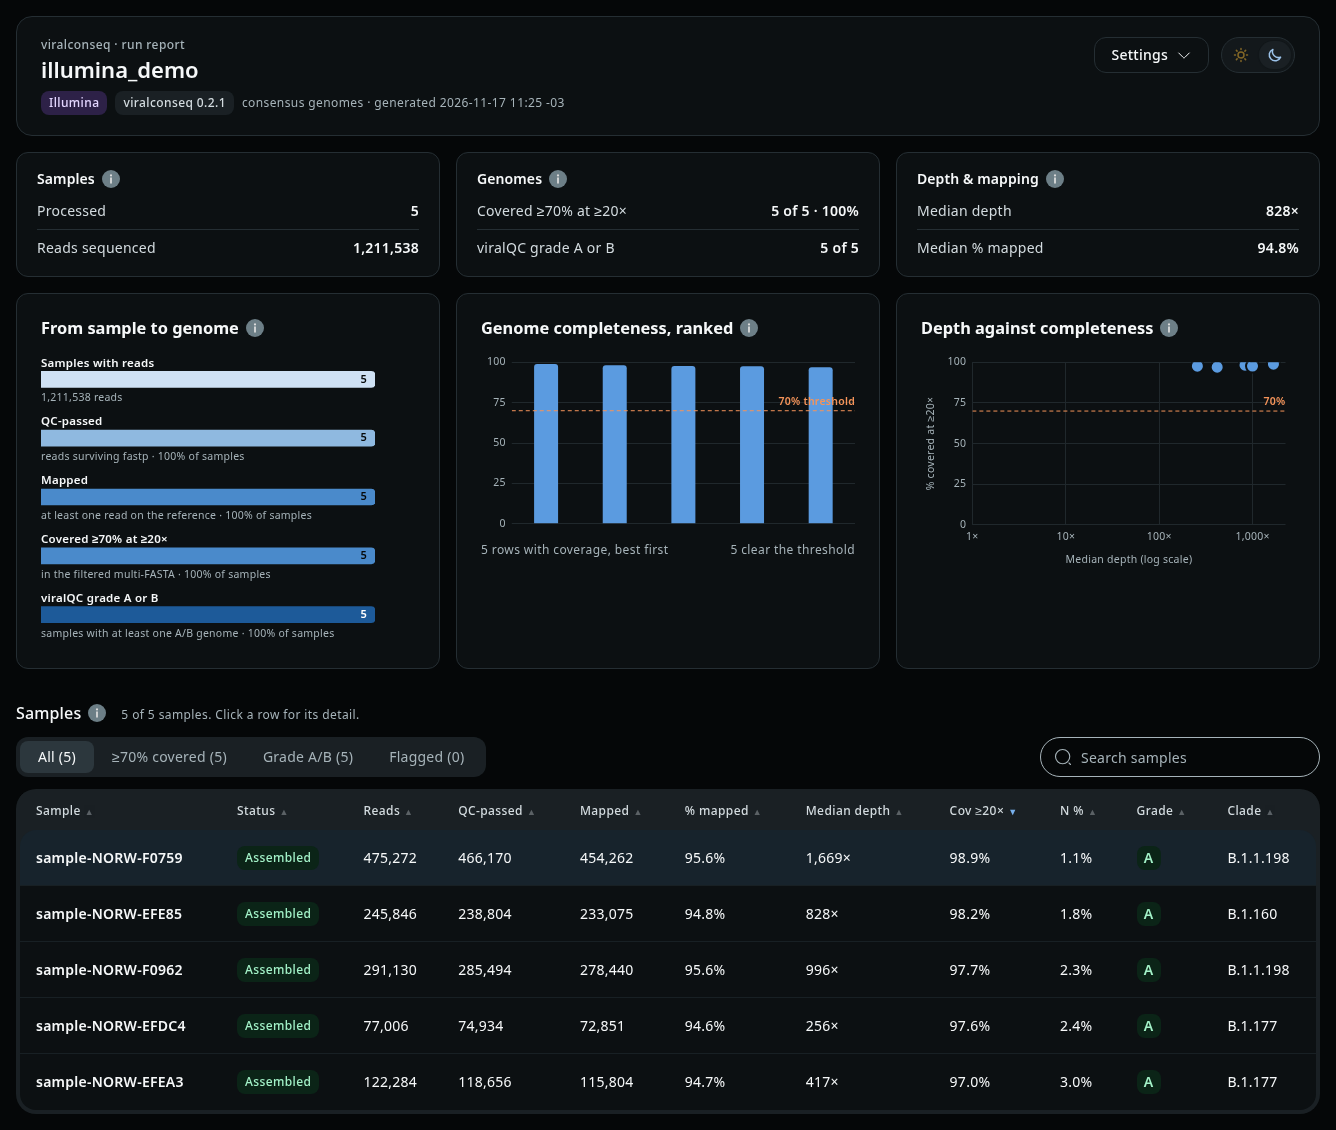 viralconseq · run report
illumina_demo
Settings
Illumina viralconseq 0.2.1 consensus genomes · generated 2026-11-17 11:25 -03
Samples i
Processed 5
Reads sequenced 1,211,538
Genomes i
Covered ≥70% at ≥20× 5 of 5 · 100%
viralQC grade A or B 5 of 5
Depth & mapping i
Median depth 828×
Median % mapped 94.8%
From sample to genome i
Samples with reads
5
1,211,538 reads
QC-passed
5
reads surviving fastp · 100% of samples
Mapped
5
at least one read on the reference · 100% of samples
Covered ≥70% at ≥20×
5
in the filtered multi-FASTA · 100% of samples
viralQC grade A or B
5
samples with at least one A/B genome · 100% of samples
Genome completeness, ranked i
100
75
70% threshold
50
25
0
5 rows with coverage, best first 5 clear the threshold
Depth against completeness i
% covered at ≥20×
100
75
70%
50
25
0
1× 10× 100× 1,000×
Median depth (log scale)
Samples i 5 of 5 samples. Click a row for its detail.
All (5) ≥70% covered (5) Grade A/B (5) Flagged (0) Search samples
Sample ▲ Status ▲ Reads ▲ QC-passed ▲ Mapped ▲ % mapped ▲ Median depth ▲ Cov ≥20× ▼ N % ▲ Grade ▲ Clade ▲
sample-NORW-F0759 Assembled 475,272 466,170 454,262 95.6% 1,669× 98.9% 1.1% A B.1.1.198
sample-NORW-EFE85 Assembled 245,846 238,804 233,075 94.8% 828× 98.2% 1.8% A B.1.160
sample-NORW-F0962 Assembled 291,130 285,494 278,440 95.6% 996× 97.7% 2.3% A B.1.1.198
sample-NORW-EFDC4 Assembled 77,006 74,934 72,851 94.6% 256× 97.6% 2.4% A B.1.177
sample-NORW-EFEA3 Assembled 122,284 118,656 115,804 94.7% 417× 97.0% 3.0% A B.1.177